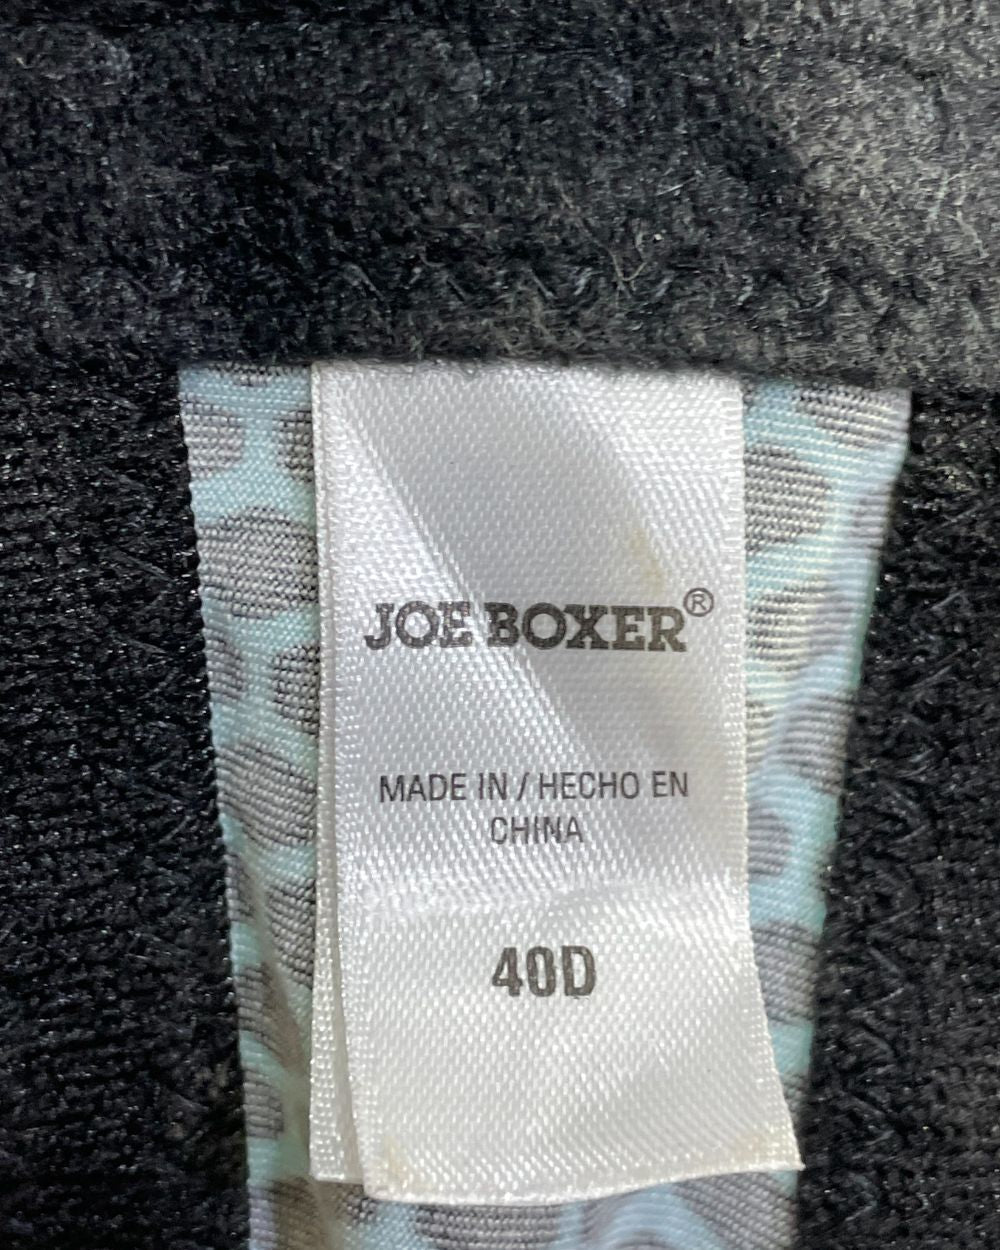 JOE BOXER®
MADE IN / HECHO EN
CHINA
40D